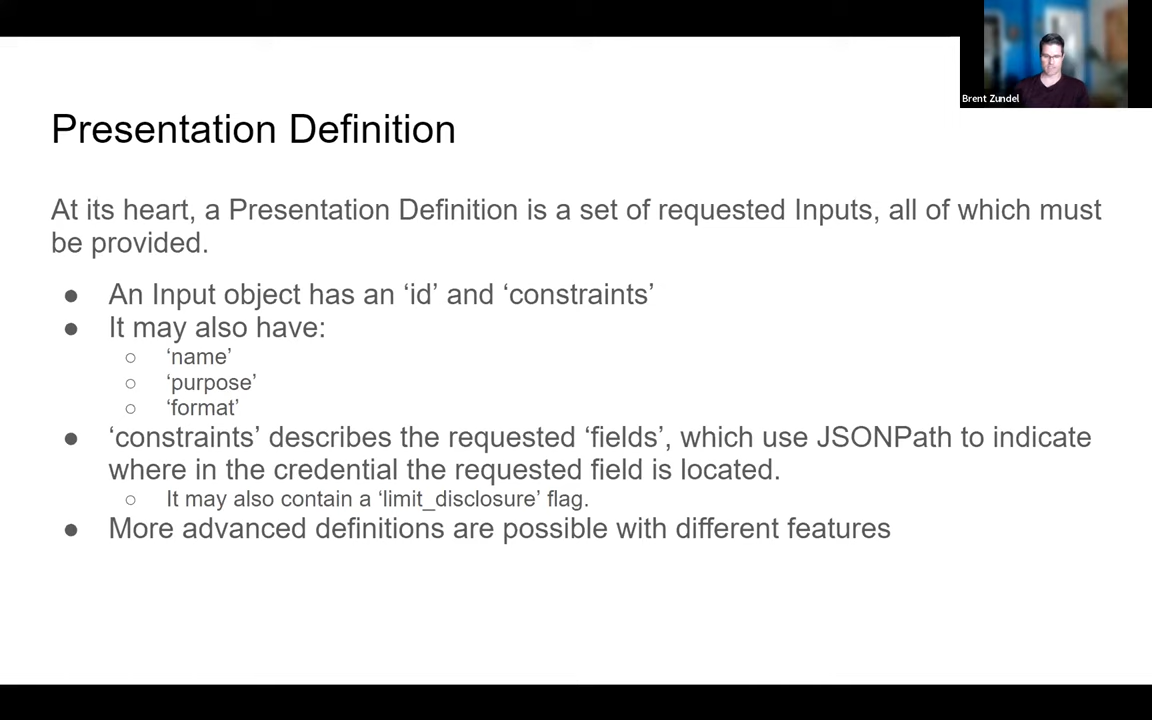 Brent Zundel
Presentation Definition
At its heart, a Presentation Definition is a set of requested Inputs, all of which must
be provided.
● An Input object has an ‘id’ and ‘constraints’
● It may also have:
○ ‘name’
○ ‘purpose’
○ ‘format’
● ‘constraints’ describes the requested ‘fields’, which use JSONPath to indicate
where in the credential the requested field is located.
○ It may also contain a ‘limit_disclosure’ flag.
● More advanced definitions are possible with different features